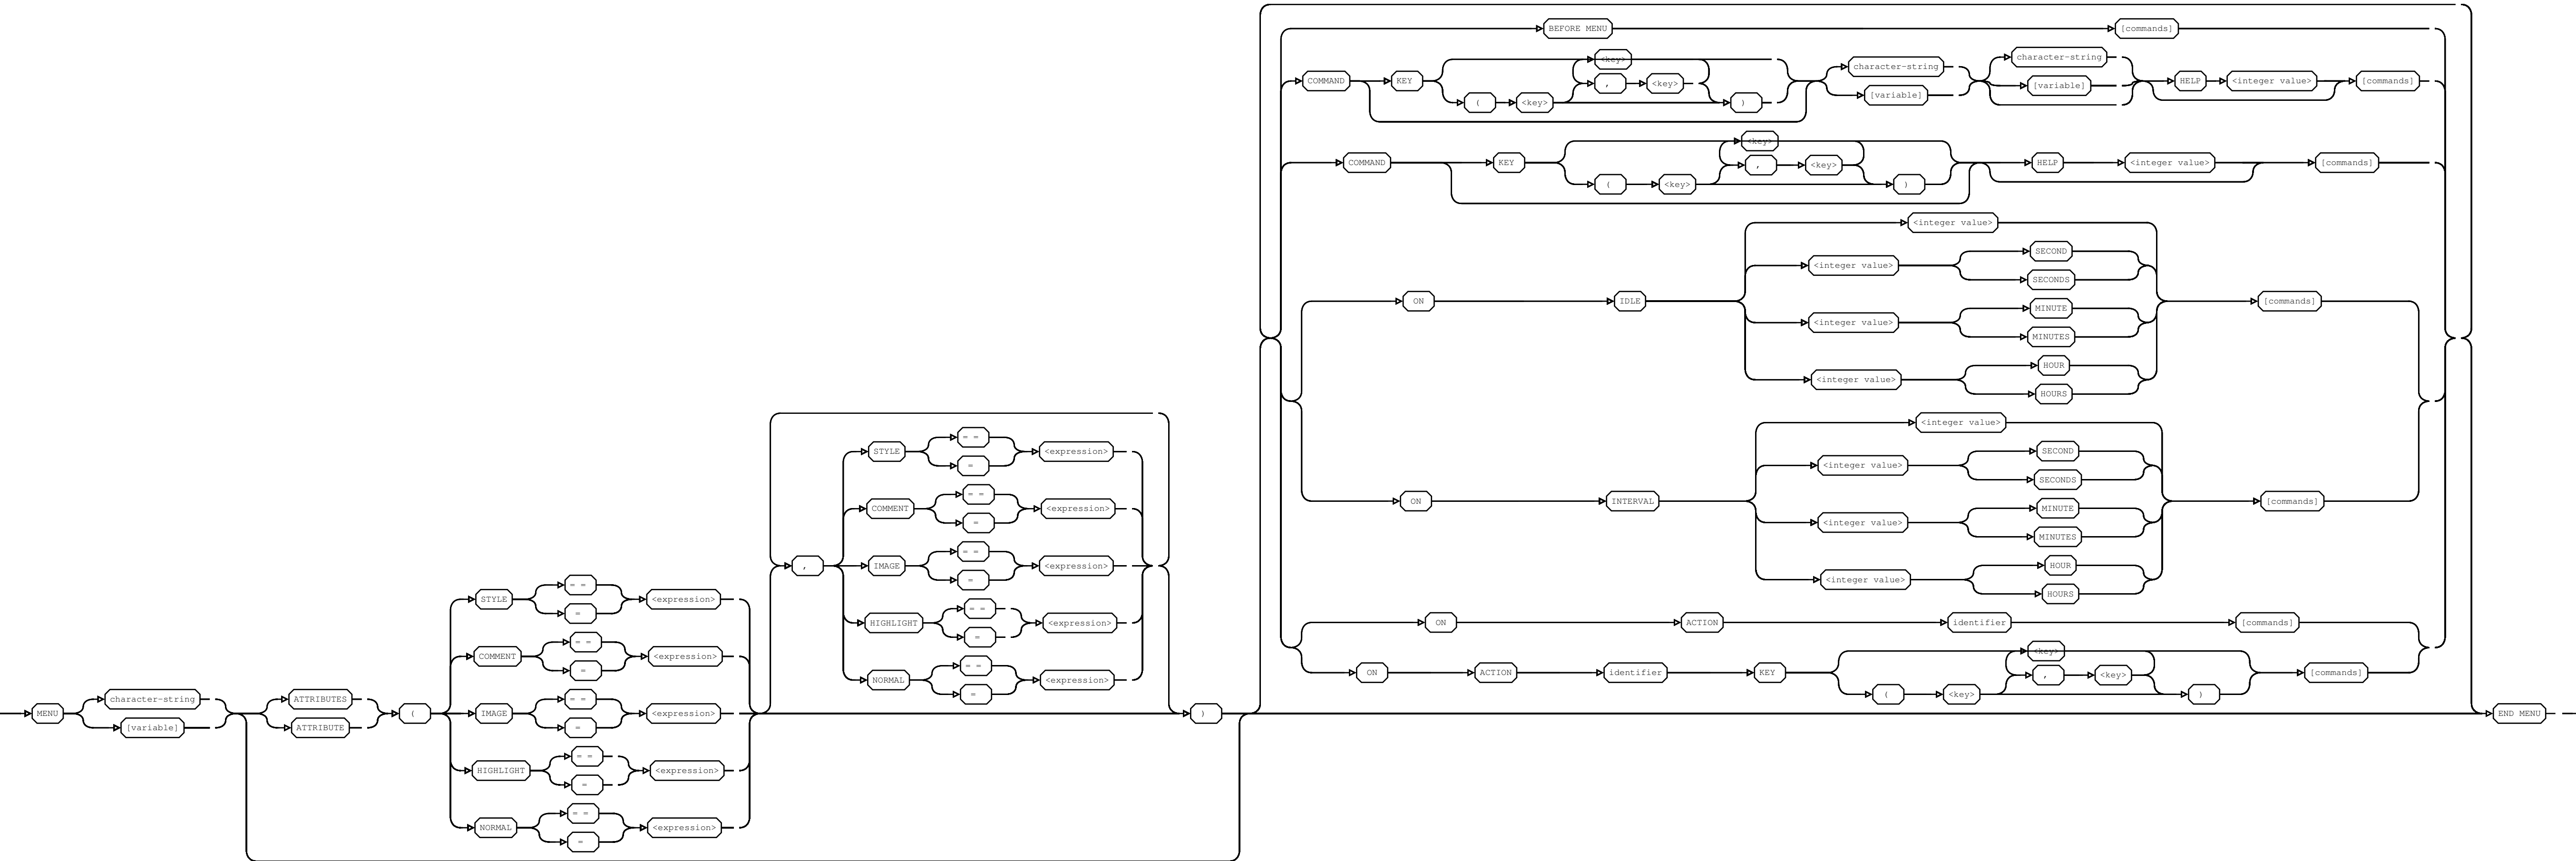 BEFORE MENU [commands]
<key>
character-string
character-string
COMMAND KEY HELP <integer value> [commands]
, <key>
[variable]
[variable]
( <key> )
<key>
COMMAND KEY HELP <integer value> [commands]
, <key>
( <key> )
<integer value>
SECOND
<integer value>
SECONDS
ON IDLE [commands]
MINUTE
<integer value>
MINUTES
HOUR
<integer value>
HOURS
<integer value>
SECOND
<integer value>
SECONDS
ON INTERVAL [commands]
MINUTE
<integer value>
MINUTES
HOUR
<integer value>
HOURS
= =
STYLE <expression>
=
= =
COMMENT <expression>
=
= =
, IMAGE <expression>
=
= =
HIGHLIGHT <expression>
=
= =
NORMAL <expression>
=
ON ACTION identifier [commands]
<key>
ON ACTION identifier KEY [commands]
, <key>
( <key> )
= =
STYLE <expression>
=
= =
COMMENT <expression>
=
character-string ATTRIBUTES = =
MENU ( IMAGE <expression> ) END MENU
[variable] ATTRIBUTE =
= =
HIGHLIGHT <expression>
=
= =
NORMAL <expression>
=